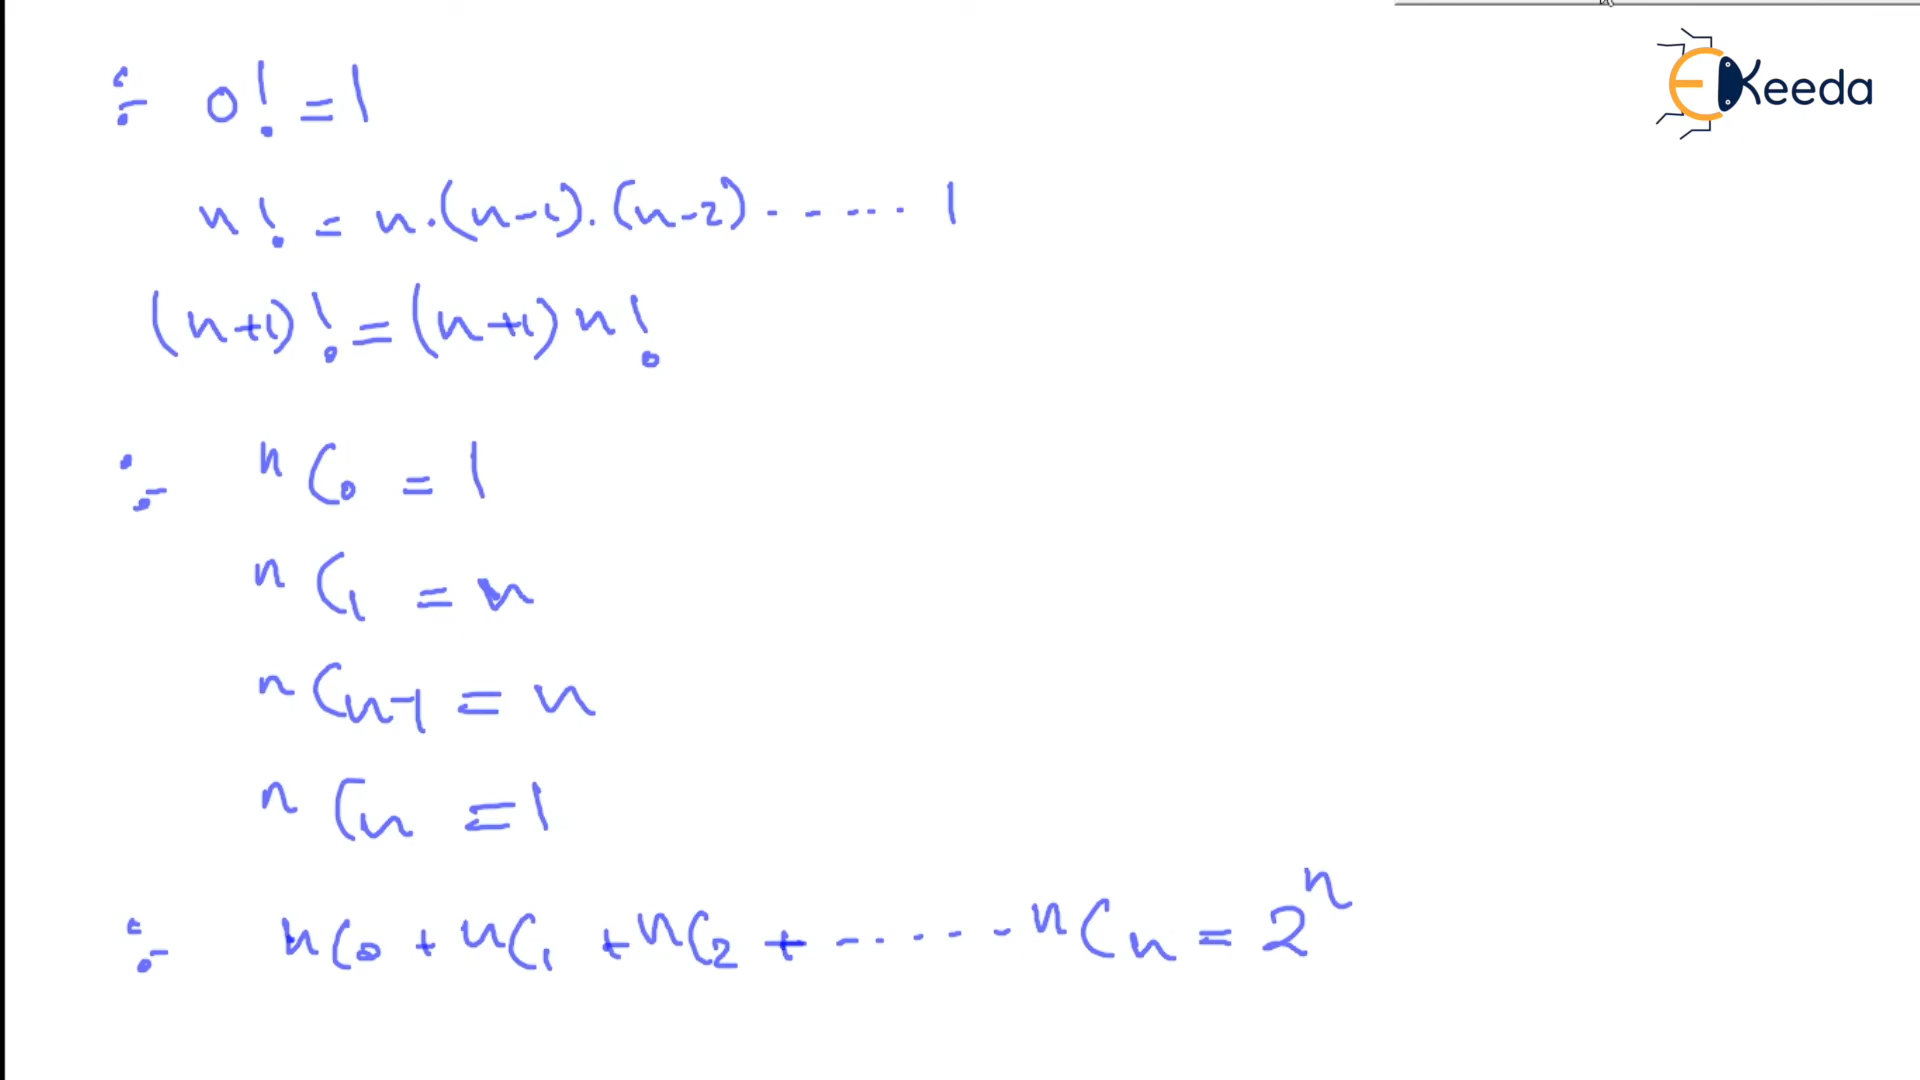 EKeeda
÷ 0! = 1
n! = n.(n-1).(n-2)------ 1
(n+1)! = (n+1) n!
÷ ⁿC₀ = 1
ⁿC₁ = n
ⁿCₙ₋₁ = n
ⁿCₙ = 1
÷ ⁿC₀ + ⁿC₁ + ⁿC₂ + ------- ⁿCₙ = 2ⁿ